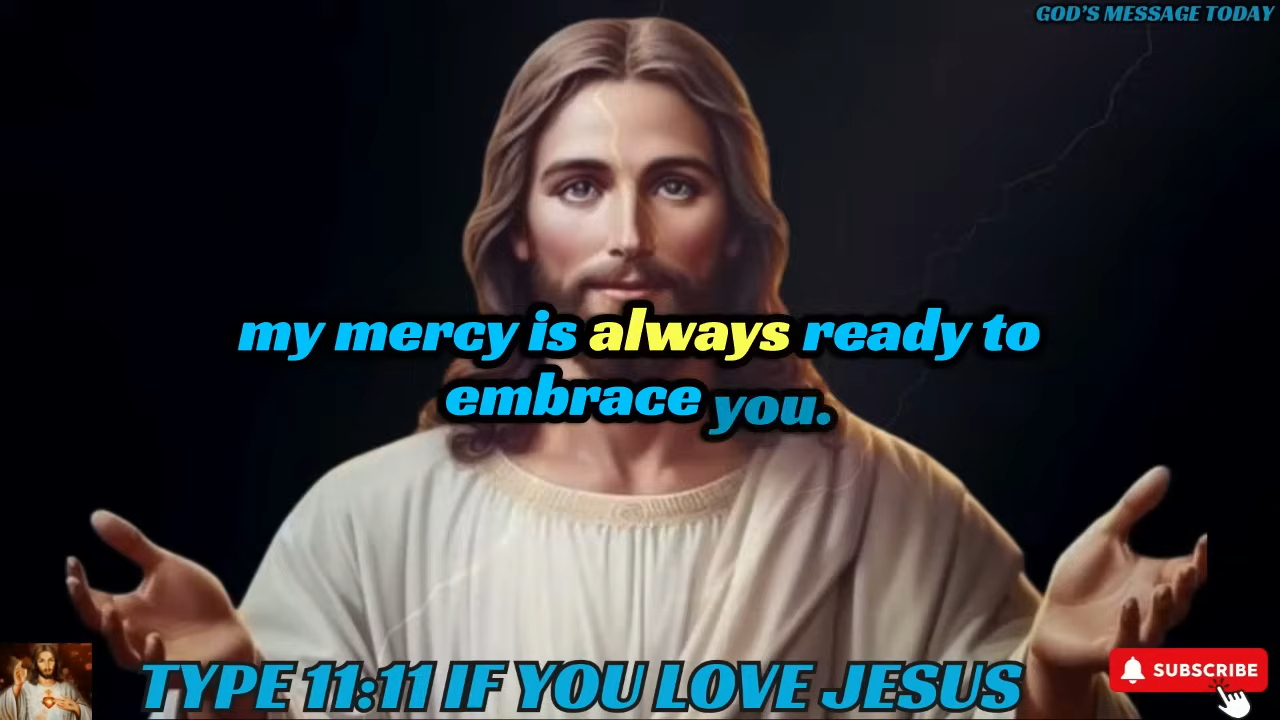 GOD'S MESSAGE TODAY
my mercy is always ready to
embrace you.
TYPE 11:11 IF YOU LOVE JESUS
SUBSCRIBE